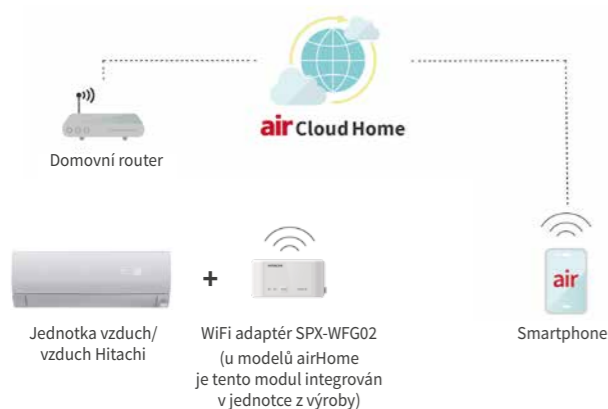 air Cloud Home
Domovní router
air
Jednotka vzduch/
vzduch Hitachi
+
WiFi adaptér SPX-WFG02
(u modelů airHome
je tento modul integrován
v jednotce z výroby)
Smartphone